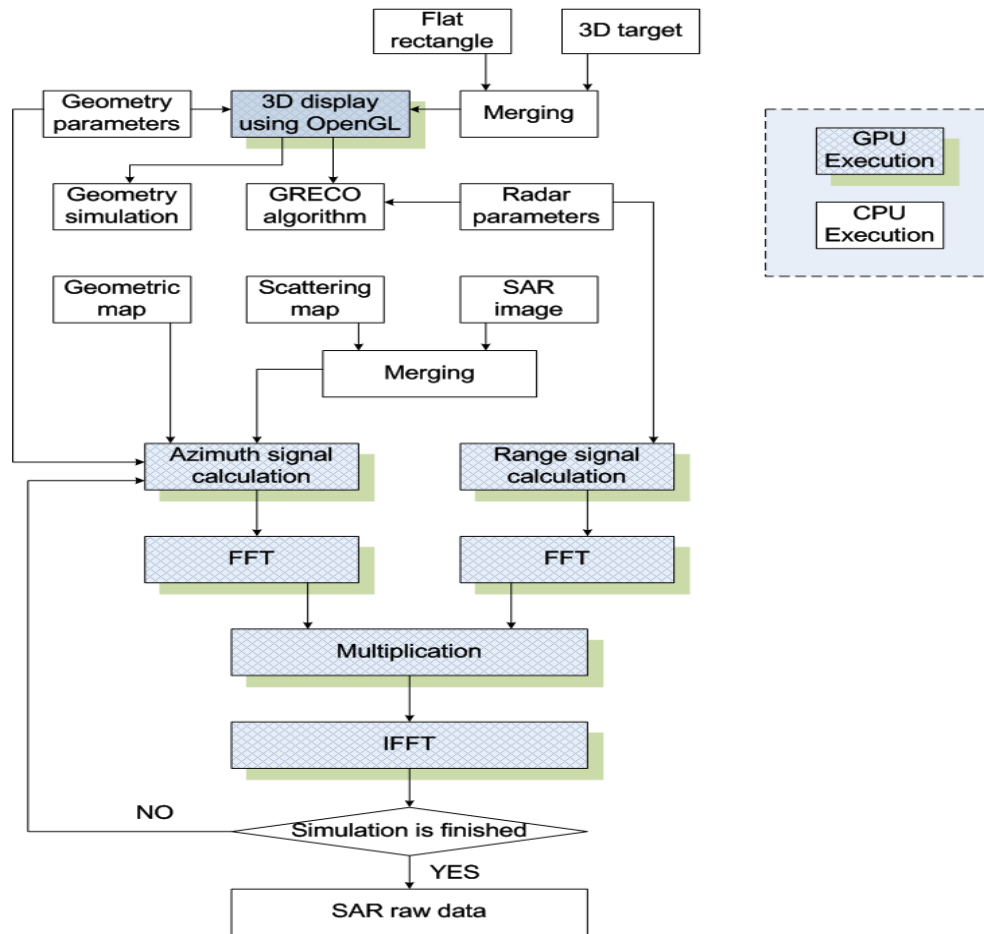 Flat
rectangle
3D target
Geometry
parameters
3D display
using OpenGL
Merging
GPU
Execution
CPU
Execution
Geometry
simulation
GRECO
algorithm
Radar
parameters
Geometric
map
Scattering
map
SAR
image
Merging
Azimuth signal
calculation
Range signal
calculation
FFT
FFT
Multiplication
IFFT
NO
Simulation is finished
YES
SAR raw data